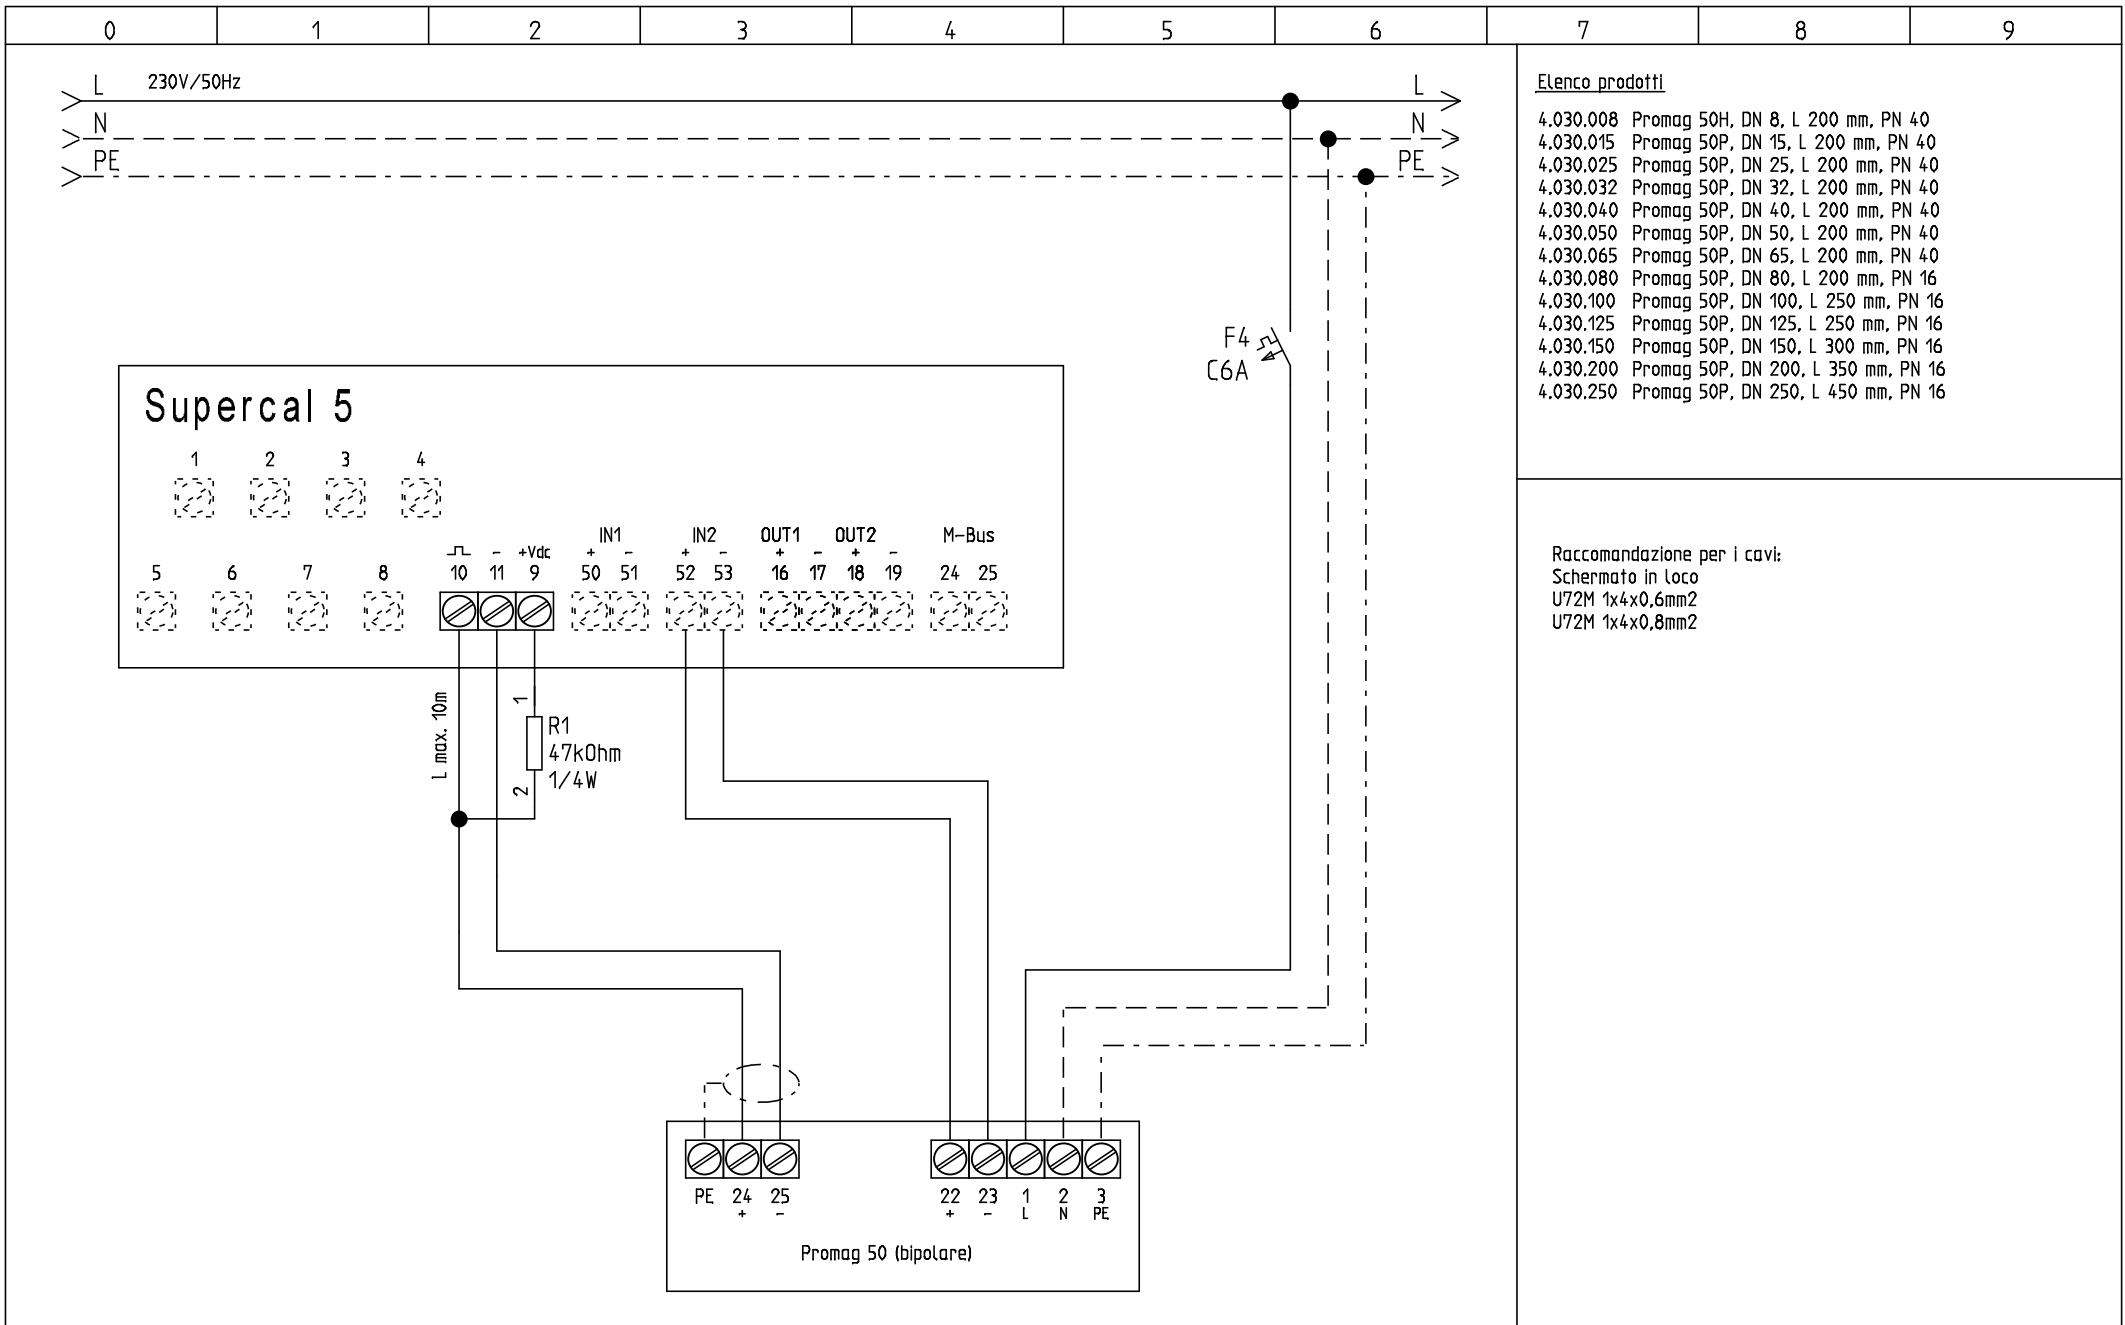 0 1 2 3 4 5 6 7 8 9
L 230V/50Hz L
N N
PE PE
F4
C6A
Supercal 5
1 2 3 4
IN1 IN2 OUT1 OUT2 M-Bus
- +Vdc + - + - + - + -
5 6 7 8 10 11 9 50 51 52 53 16 17 18 19 24 25
l max. 10m
1
R1
47kOhm
1/4W
2
PE 24 25 22 23 1 2 3
+ - + - L N PE
Promag 50 (bipolare)
Elenco prodotti
4.030.008 Promag 50H, DN 8, L 200 mm, PN 40
4.030.015 Promag 50P, DN 15, L 200 mm, PN 40
4.030.025 Promag 50P, DN 25, L 200 mm, PN 40
4.030.032 Promag 50P, DN 32, L 200 mm, PN 40
4.030.040 Promag 50P, DN 40, L 200 mm, PN 40
4.030.050 Promag 50P, DN 50, L 200 mm, PN 40
4.030.065 Promag 50P, DN 65, L 200 mm, PN 40
4.030.080 Promag 50P, DN 80, L 200 mm, PN 16
4.030.100 Promag 50P, DN 100, L 250 mm, PN 16
4.030.125 Promag 50P, DN 125, L 250 mm, PN 16
4.030.150 Promag 50P, DN 150, L 300 mm, PN 16
4.030.200 Promag 50P, DN 200, L 350 mm, PN 16
4.030.250 Promag 50P, DN 250, L 450 mm, PN 16
Raccomandazione per i cavi:
Schermato in loco
U72M 1x4x0,6mm2
U72M 1x4x0,8mm2